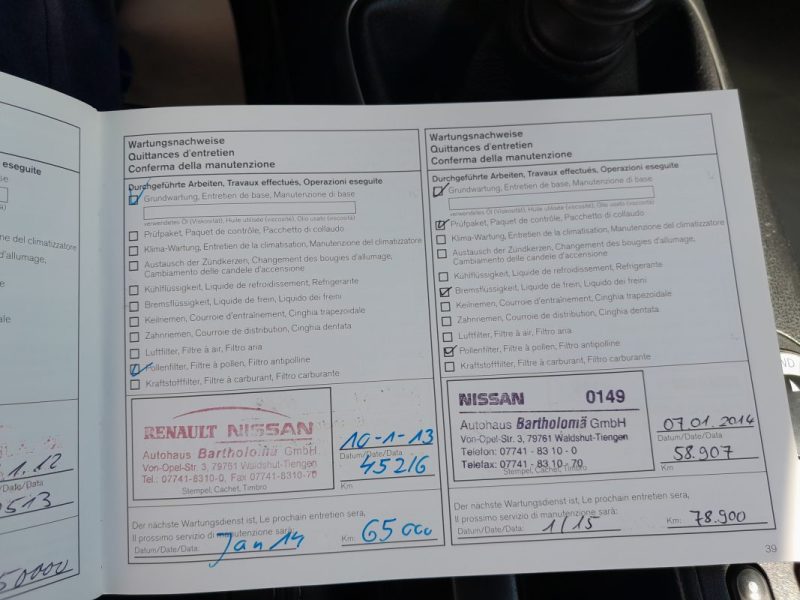 eseguite
a)
ne del climatizzatore
d'allumage,
ale
1.12
/Date/Data
0513
50000
Wartungsnachweise
Quittances d'entretien
Conferma della manutenzione
Durchgeführte Arbeiten, Travaux effectués, Operazioni eseguite
Grundwartung, Entretien de base, Manutenzione di base
verwendetes Öl (Viskosität), Huile utilisée (viscosité), Olio usato (viscosità)
Prüfpaket, Paquet de contrôle, Pacchetto di collaudo
Klima-Wartung, Entretien de la climatisation, Manutenzione del climatizzatore
Austausch der Zündkerzen, Changement des bougies d'allumage,
Cambiamento delle candele d'accensione
Kühlflüssigkeit, Liquide de refroidissement, Refrigerante
Bremsflüssigkeit, Liquide de frein, Liquido dei freini
Keilriemen, Courroie d'entraînement, Cinghia trapezoidale
Zahnriemen, Courroie de distribution, Cinghia dentata
Luftfilter, Filtre à air, Filtro aria
Pollenfilter, Filtre à pollen, Filtro antipolline
Kraftstofffilter, Filtre à carburant, Filtro carburante
RENAULT NISSAN
Autohaus Bartholomä GmbH
Von-Opel-Str. 3, 79761 Waldshut-Tiengen
Tel.: 07741-8310-0, Fax 07741-8310-70
Stempel, Cachet, Timbro
10-1-13
Datum/Date/Data
45216
Km
Der nächste Wartungsdienst ist, Le prochain entretien sera,
Il prossimo servizio di manutenzione sarà:
Datum/Date/Data:
Jan 14
Km:
65000
Wartungsnachweise
Quittances d'entretien
Conferma della manutenzione
Durchgeführte Arbeiten, Travaux effectués, Operazioni eseguite
Grundwartung, Entretien de base, Manutenzione di base
verwendetes Öl (Viskosität), Huile utilisée (viscosité), Olio usato (viscosità)
Prüfpaket, Paquet de contrôle, Pacchetto di collaudo
Klima-Wartung, Entretien de la climatisation, Manutenzione del climatizzatore
Austausch der Zündkerzen, Changement des bougies d'allumage,
Cambiamento delle candele d'accensione
Kühlflüssigkeit, Liquide de refroidissement, Refrigerante
Bremsflüssigkeit, Liquide de frein, Liquido dei freini
Keilriemen, Courroie d'entraînement, Cinghia trapezoidale
Zahnriemen, Courroie de distribution, Cinghia dentata
Luftfilter, Filtre à air, Filtro aria
Pollenfilter, Filtre à pollen, Filtro antipolline
Kraftstofffilter, Filtre à carburant, Filtro carburante
NISSAN 0149
Autohaus Bartholomä GmbH
Von-Opel-Str. 3, 79761 Waldshut-Tiengen
Telefon: 07741 - 83 10 - 0
Telefax: 07741 - 83 10 - 70
Stempel, Cachet, Timbro
07.01.2014
Datum/Date/Data
58.907
Km
Der nächste Wartungsdienst ist, Le prochain entretien sera,
Il prossimo servizio di manutenzione sarà:
Datum/Date/Data:
1/15
Km:
78.900
39
ND